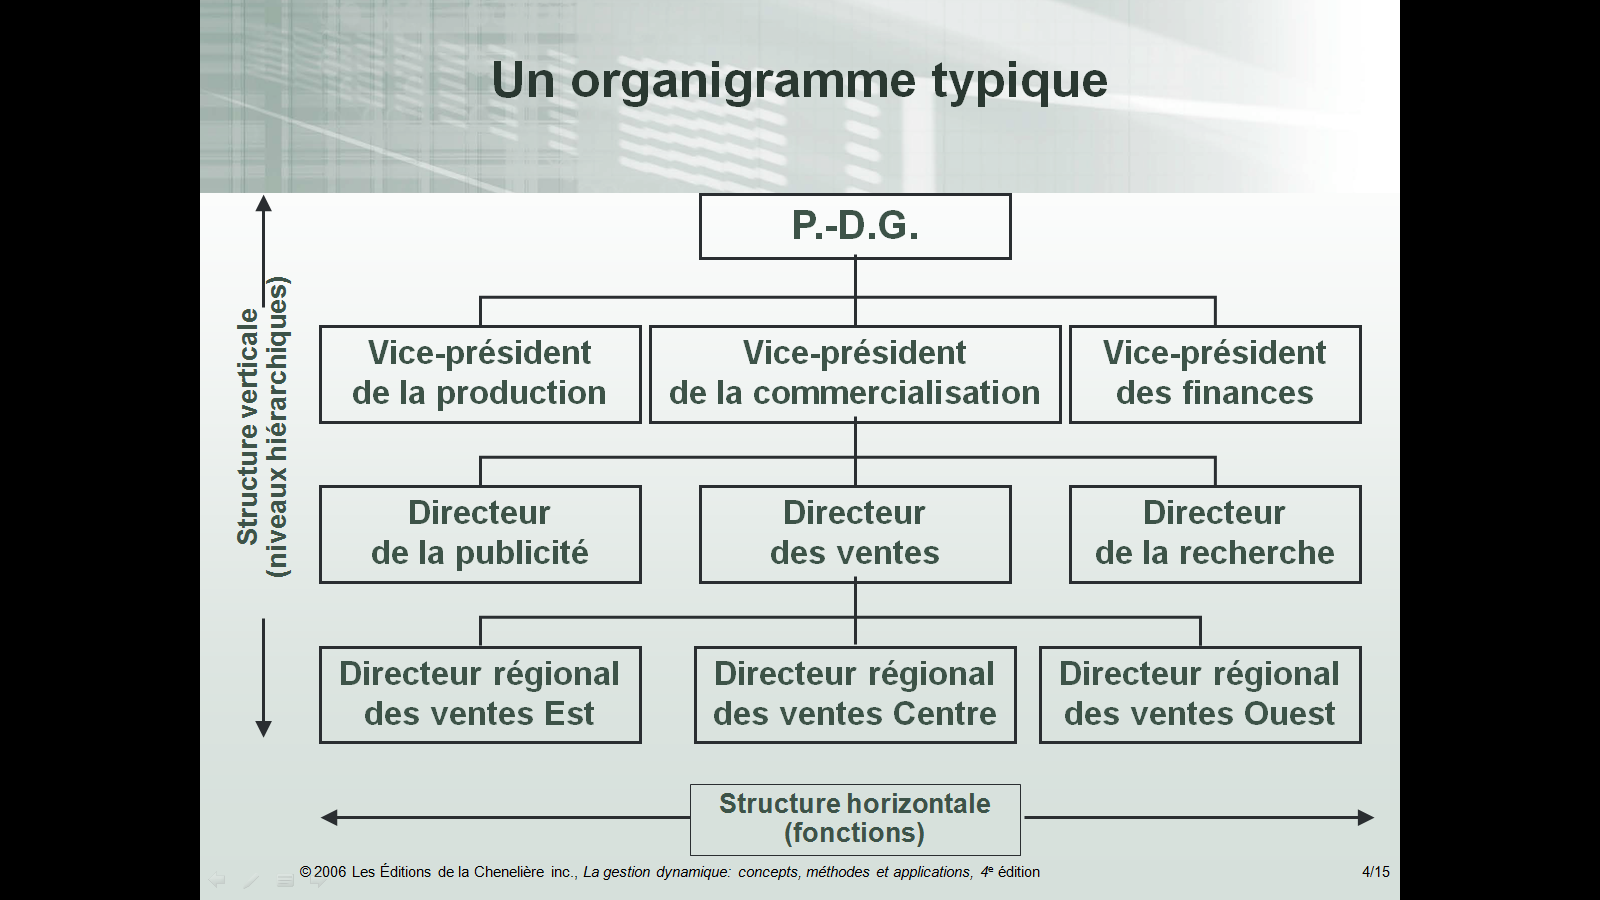 Un organigramme typique
P.-D.G.
Structure verticale
(niveaux hiérarchiques)
Vice-président
de la production
Vice-président
de la commercialisation
Vice-président
des finances
Directeur
de la publicité
Directeur
des ventes
Directeur
de la recherche
Directeur régional
des ventes Est
Directeur régional
des ventes Centre
Directeur régional
des ventes Ouest
Structure horizontale
(fonctions)
© 2006 Les Éditions de la Chenelière inc., La gestion dynamique: concepts, méthodes et applications, 4e édition
4/15